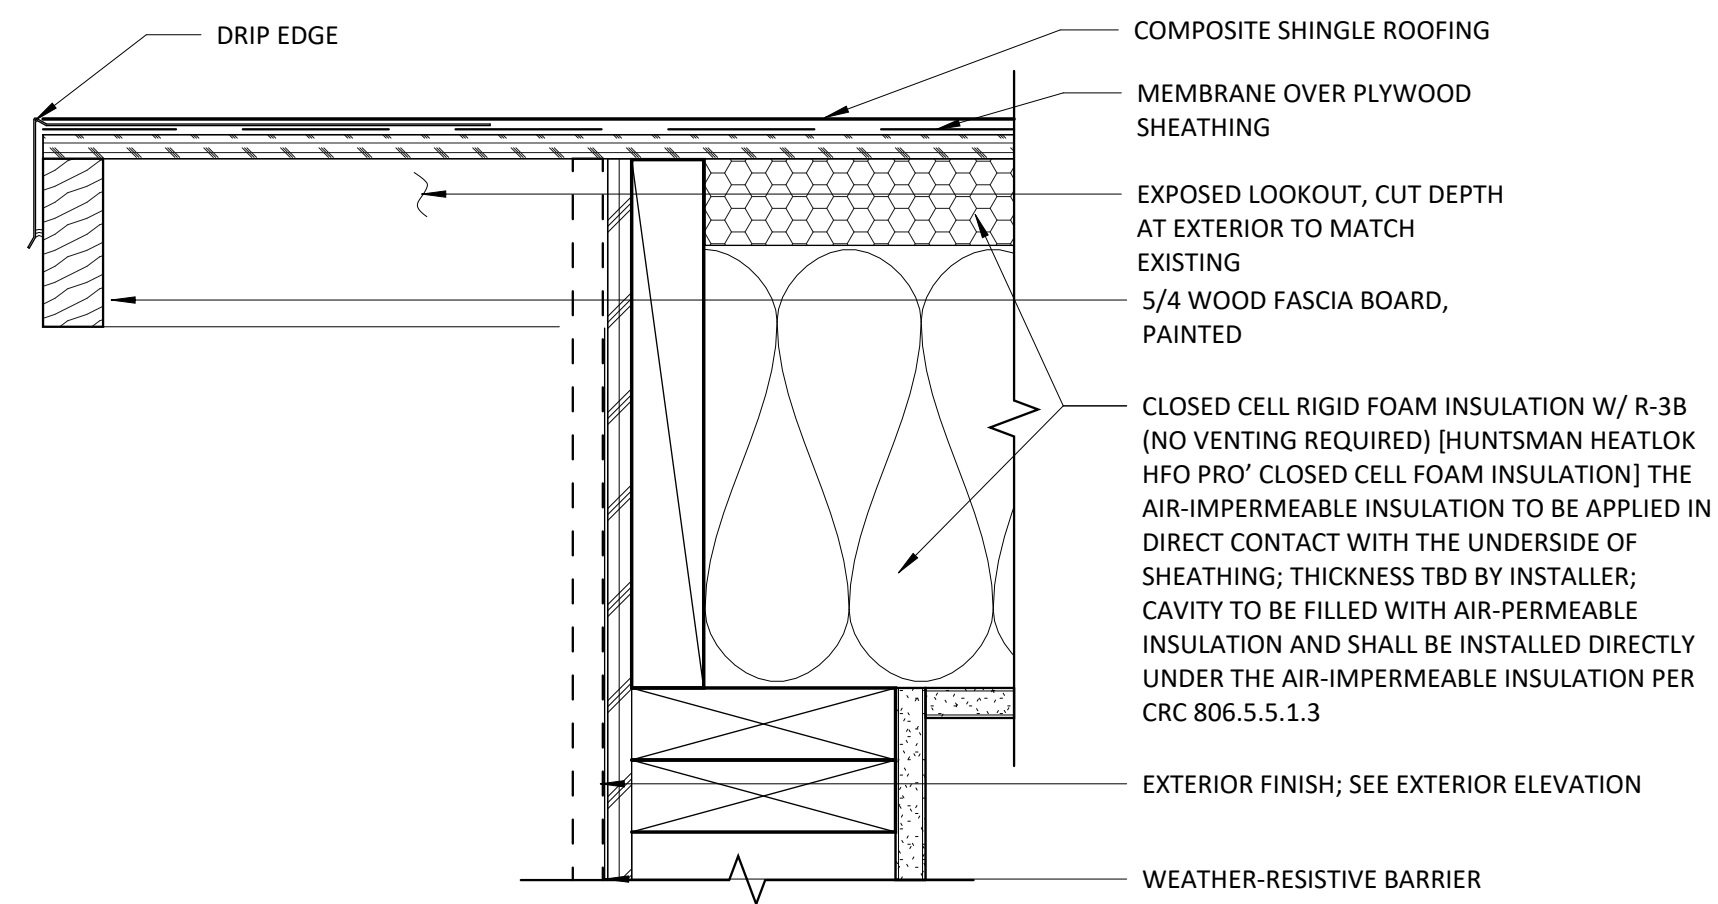 DRIP EDGE
COMPOSITE SHINGLE ROOFING
MEMBRANE OVER PLYWOOD
SHEATHING
EXPOSED LOOKOUT, CUT DEPTH
AT EXTERIOR TO MATCH
EXISTING
5/4 WOOD FASCIA BOARD,
PAINTED
CLOSED CELL RIGID FOAM INSULATION W/ R-3B
(NO VENTING REQUIRED) [HUNTSMAN HEATLOK
HFO PRO’ CLOSED CELL FOAM INSULATION] THE
AIR-IMPERMEABLE INSULATION TO BE APPLIED IN
DIRECT CONTACT WITH THE UNDERSIDE OF
SHEATHING; THICKNESS TBD BY INSTALLER;
CAVITY TO BE FILLED WITH AIR-PERMEABLE
INSULATION AND SHALL BE INSTALLED DIRECTLY
UNDER THE AIR-IMPERMEABLE INSULATION PER
CRC 806.5.5.1.3
EXTERIOR FINISH; SEE EXTERIOR ELEVATION
WEATHER-RESISTIVE BARRIER